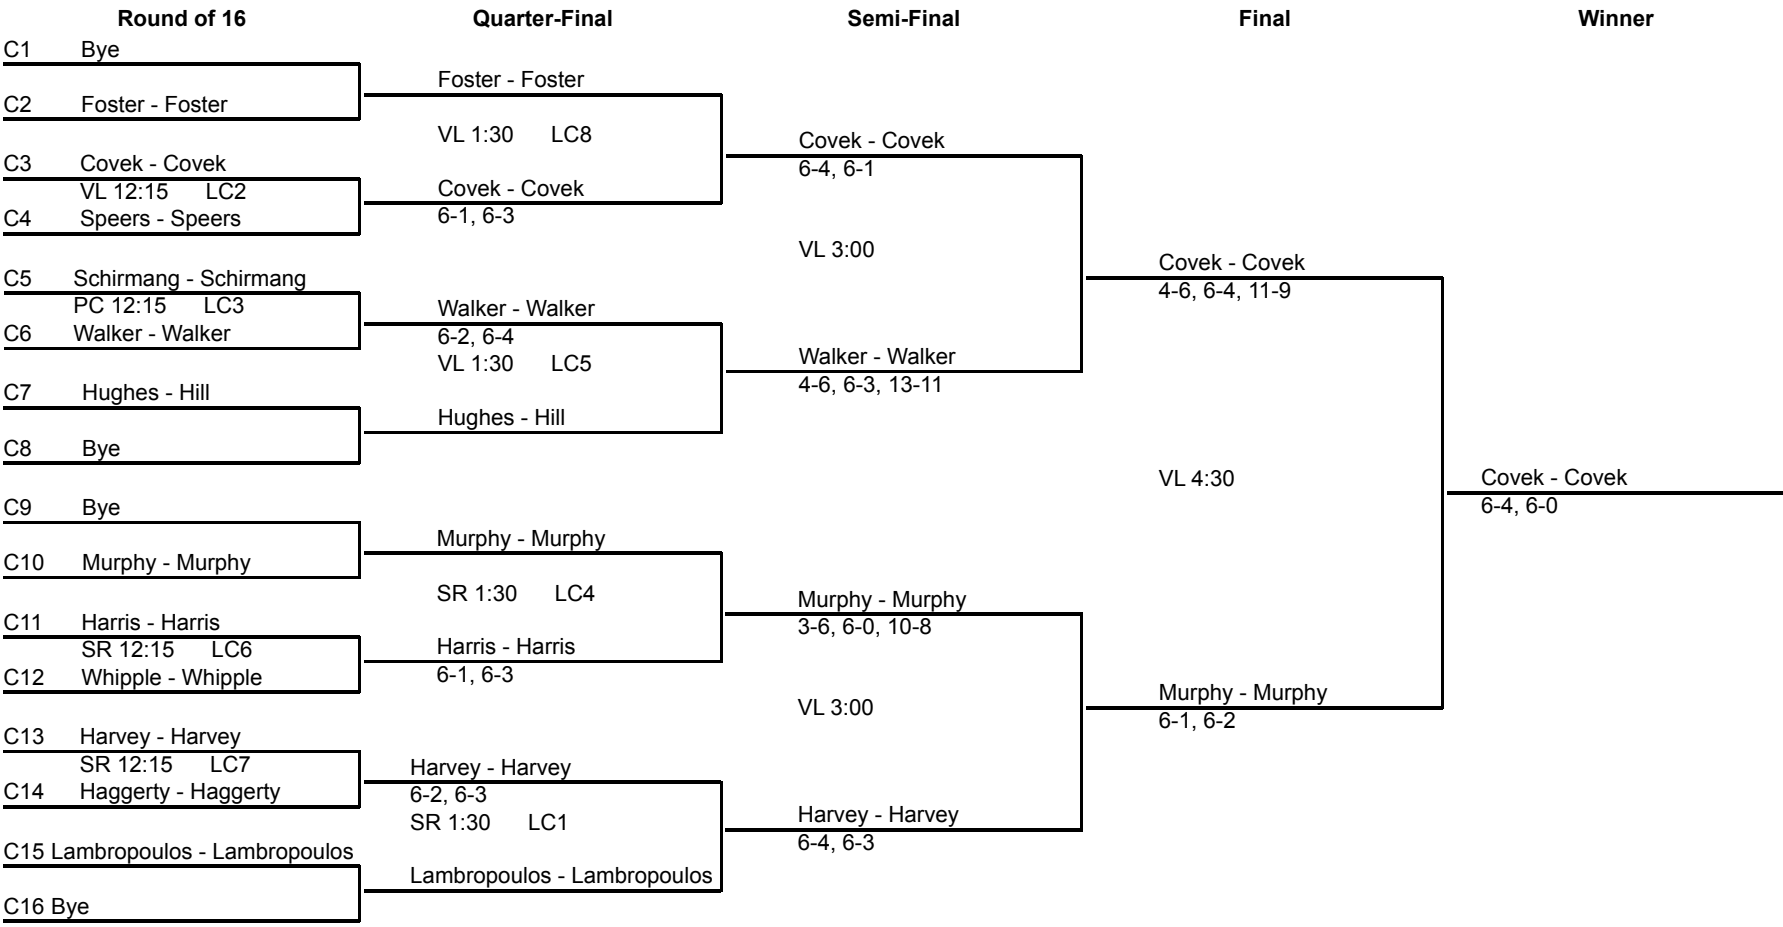 Round of 16 Quarter-Final Semi-Final Final Winner
C1 Bye
Foster - Foster
C2 Foster - Foster
VL 1:30 LC8
Covek - Covek
6-4, 6-1
C3 Covek - Covek
VL 12:15 LC2
Covek - Covek
6-1, 6-3
C4 Speers - Speers
VL 3:00
Covek - Covek
4-6, 6-4, 11-9
C5 Schirmang - Schirmang
PC 12:15 LC3
Walker - Walker
6-2, 6-4
C6 Walker - Walker
VL 1:30 LC5
Walker - Walker
4-6, 6-3, 13-11
C7 Hughes - Hill
Hughes - Hill
C8 Bye
VL 4:30
Covek - Covek
6-4, 6-0
C9 Bye
Murphy - Murphy
C10 Murphy - Murphy
SR 1:30 LC4
Murphy - Murphy
3-6, 6-0, 10-8
C11 Harris - Harris
SR 12:15 LC6
Harris - Harris
6-1, 6-3
C12 Whipple - Whipple
VL 3:00
Murphy - Murphy
6-1, 6-2
C13 Harvey - Harvey
SR 12:15 LC7
Harvey - Harvey
6-2, 6-3
C14 Haggerty - Haggerty
SR 1:30 LC1
Harvey - Harvey
6-4, 6-3
C15 Lambropoulos - Lambropoulos
Lambropoulos - Lambropoulos
C16 Bye